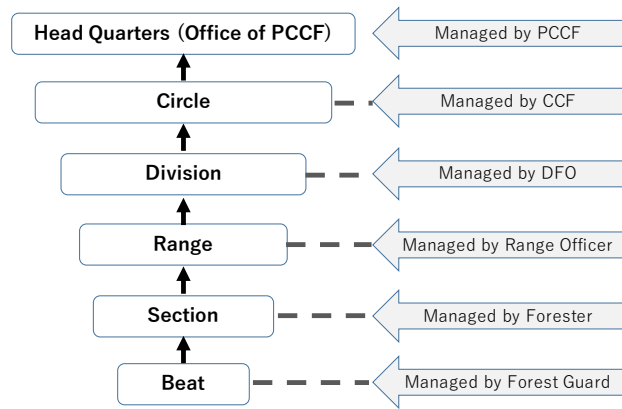 Head Quarters (Office of PCCF)
Managed by PCCF
Circle
Managed by CCF
Division
Managed by DFO
Range
Managed by Range Officer
Section
Managed by Forester
Beat
Managed by Forest Guard